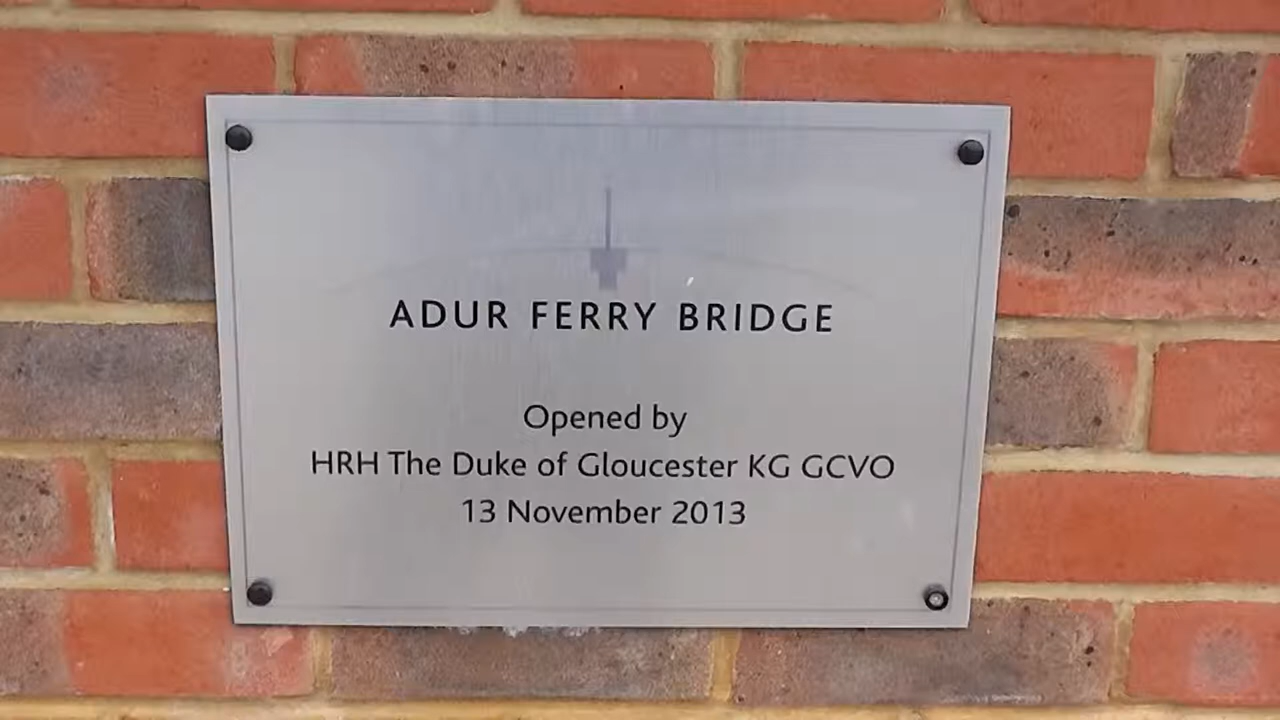 ADUR FERRY BRIDGE
Opened by
HRH The Duke of Gloucester KG GCVO
13 November 2013